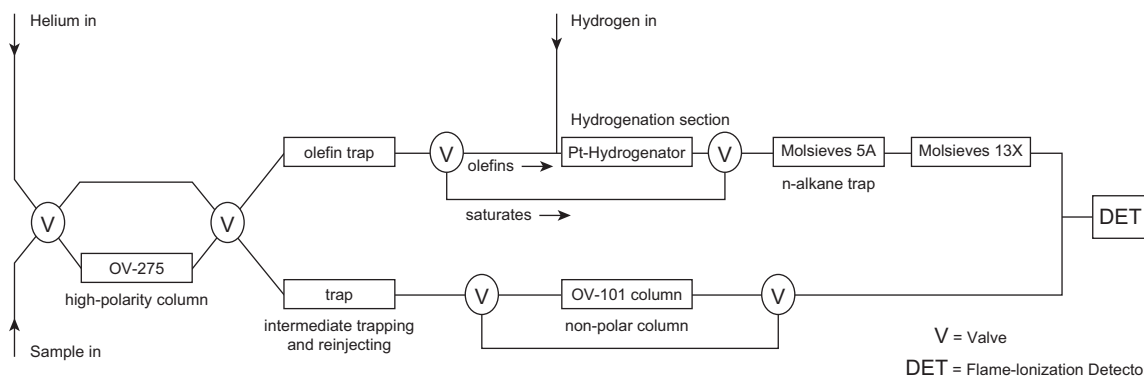 Helium in
Hydrogen in
Hydrogenation section
olefin trap
V
olefins
Pt-Hydrogenator
V
Molsieves 5A
Molsieves 13X
n-alkane trap
saturates
V
V
DET
OV-275
high-polarity column
trap
V
OV-101 column
V
intermediate trapping
and reinjecting
non-polar column
Sample in
V = Valve
DET = Flame-Ionization Detecto